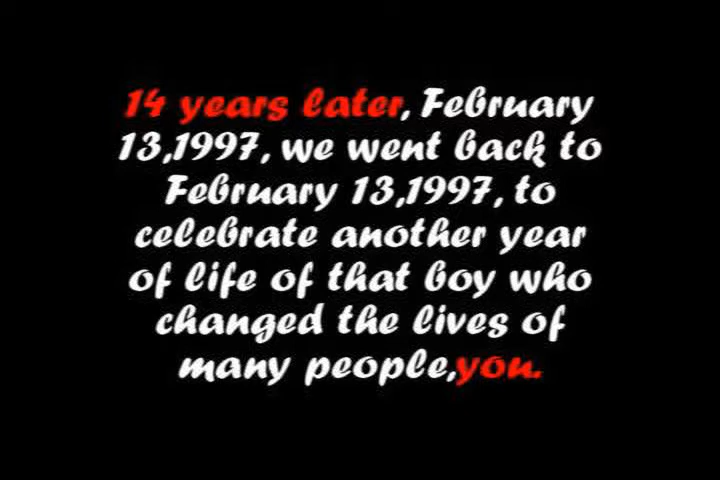 14 years later, February
13,1997, we went back to
February 13,1997, to
celebrate another year
of life of that boy who
changed the lives of
many people,you.